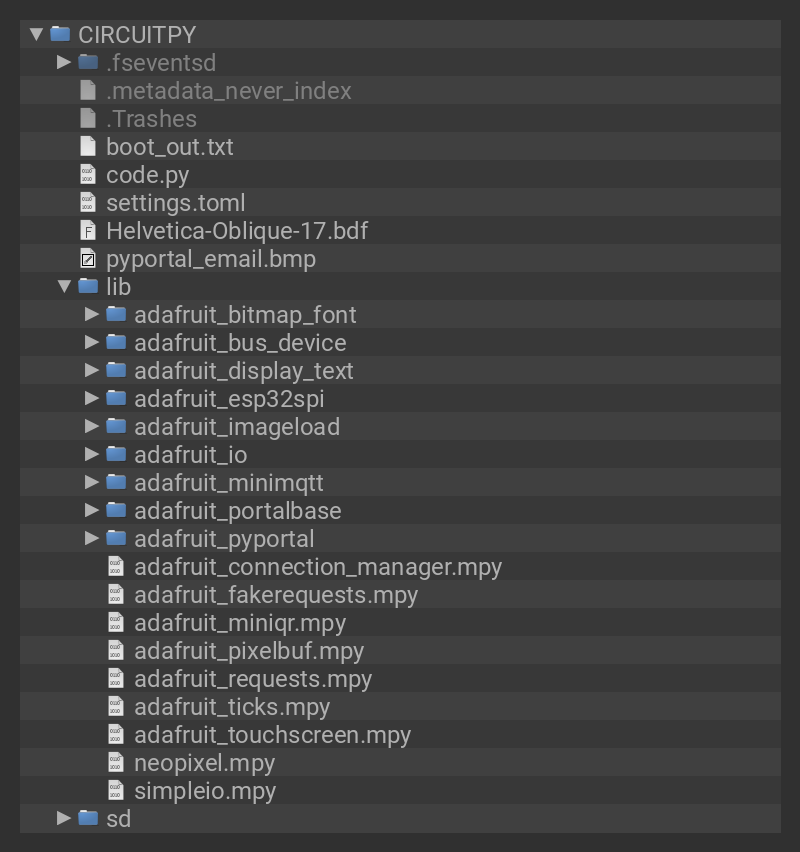 CIRCUITPY
.fseventsd
.metadata_never_index
.Trashes
boot_out.txt
code.py
settings.toml
Helvetica-Oblique-17.bdf
pyportal_email.bmp
lib
adafruit_bitmap_font
adafruit_bus_device
adafruit_display_text
adafruit_esp32spi
adafruit_imageload
adafruit_io
adafruit_minimqtt
adafruit_portalbase
adafruit_pyportal
adafruit_connection_manager.mpy
adafruit_fakerequests.mpy
adafruit_miniqr.mpy
adafruit_pixelbuf.mpy
adafruit_requests.mpy
adafruit_ticks.mpy
adafruit_touchscreen.mpy
neopixel.mpy
simpleio.mpy
sd